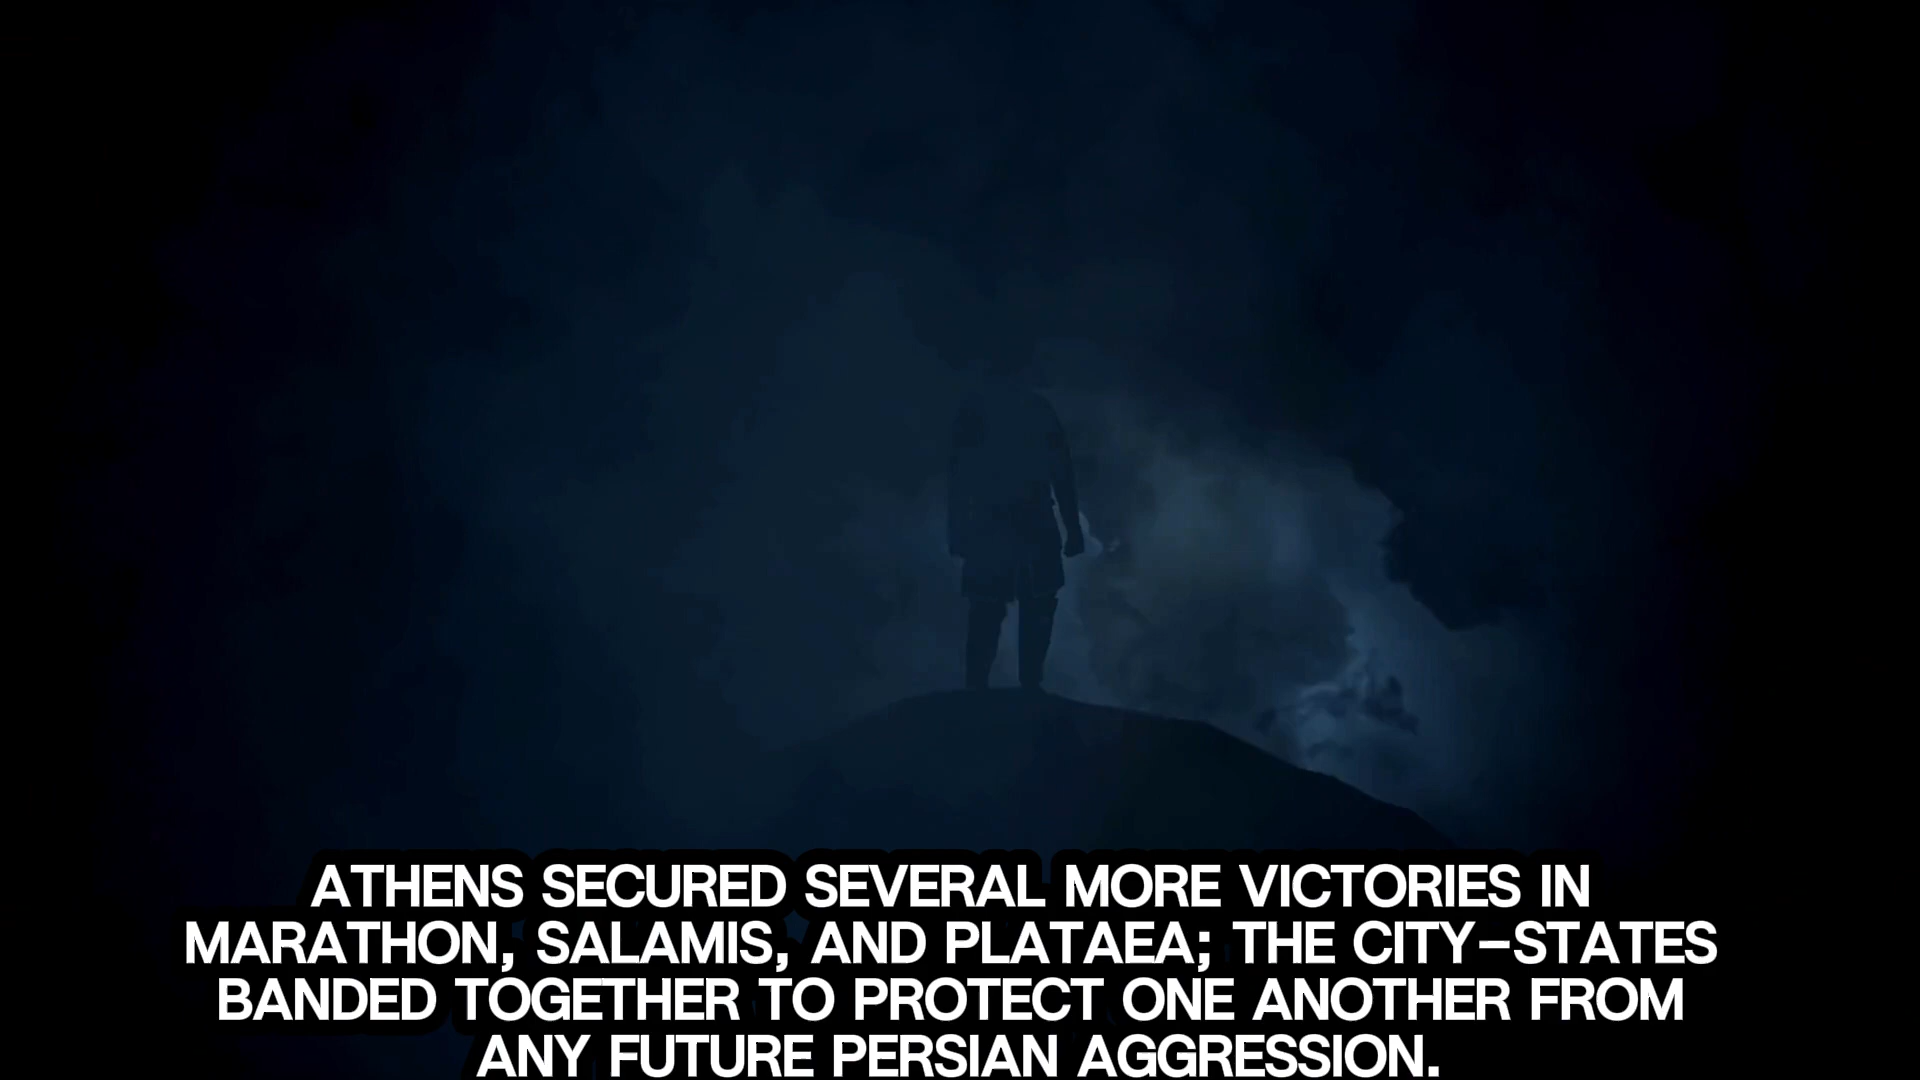 ATHENS SECURED SEVERAL MORE VICTORIES IN
MARATHON, SALAMIS, AND PLATAEA; THE CITY–STATES
BANDED TOGETHER TO PROTECT ONE ANOTHER FROM
ANY FUTURE PERSIAN AGGRESSION.